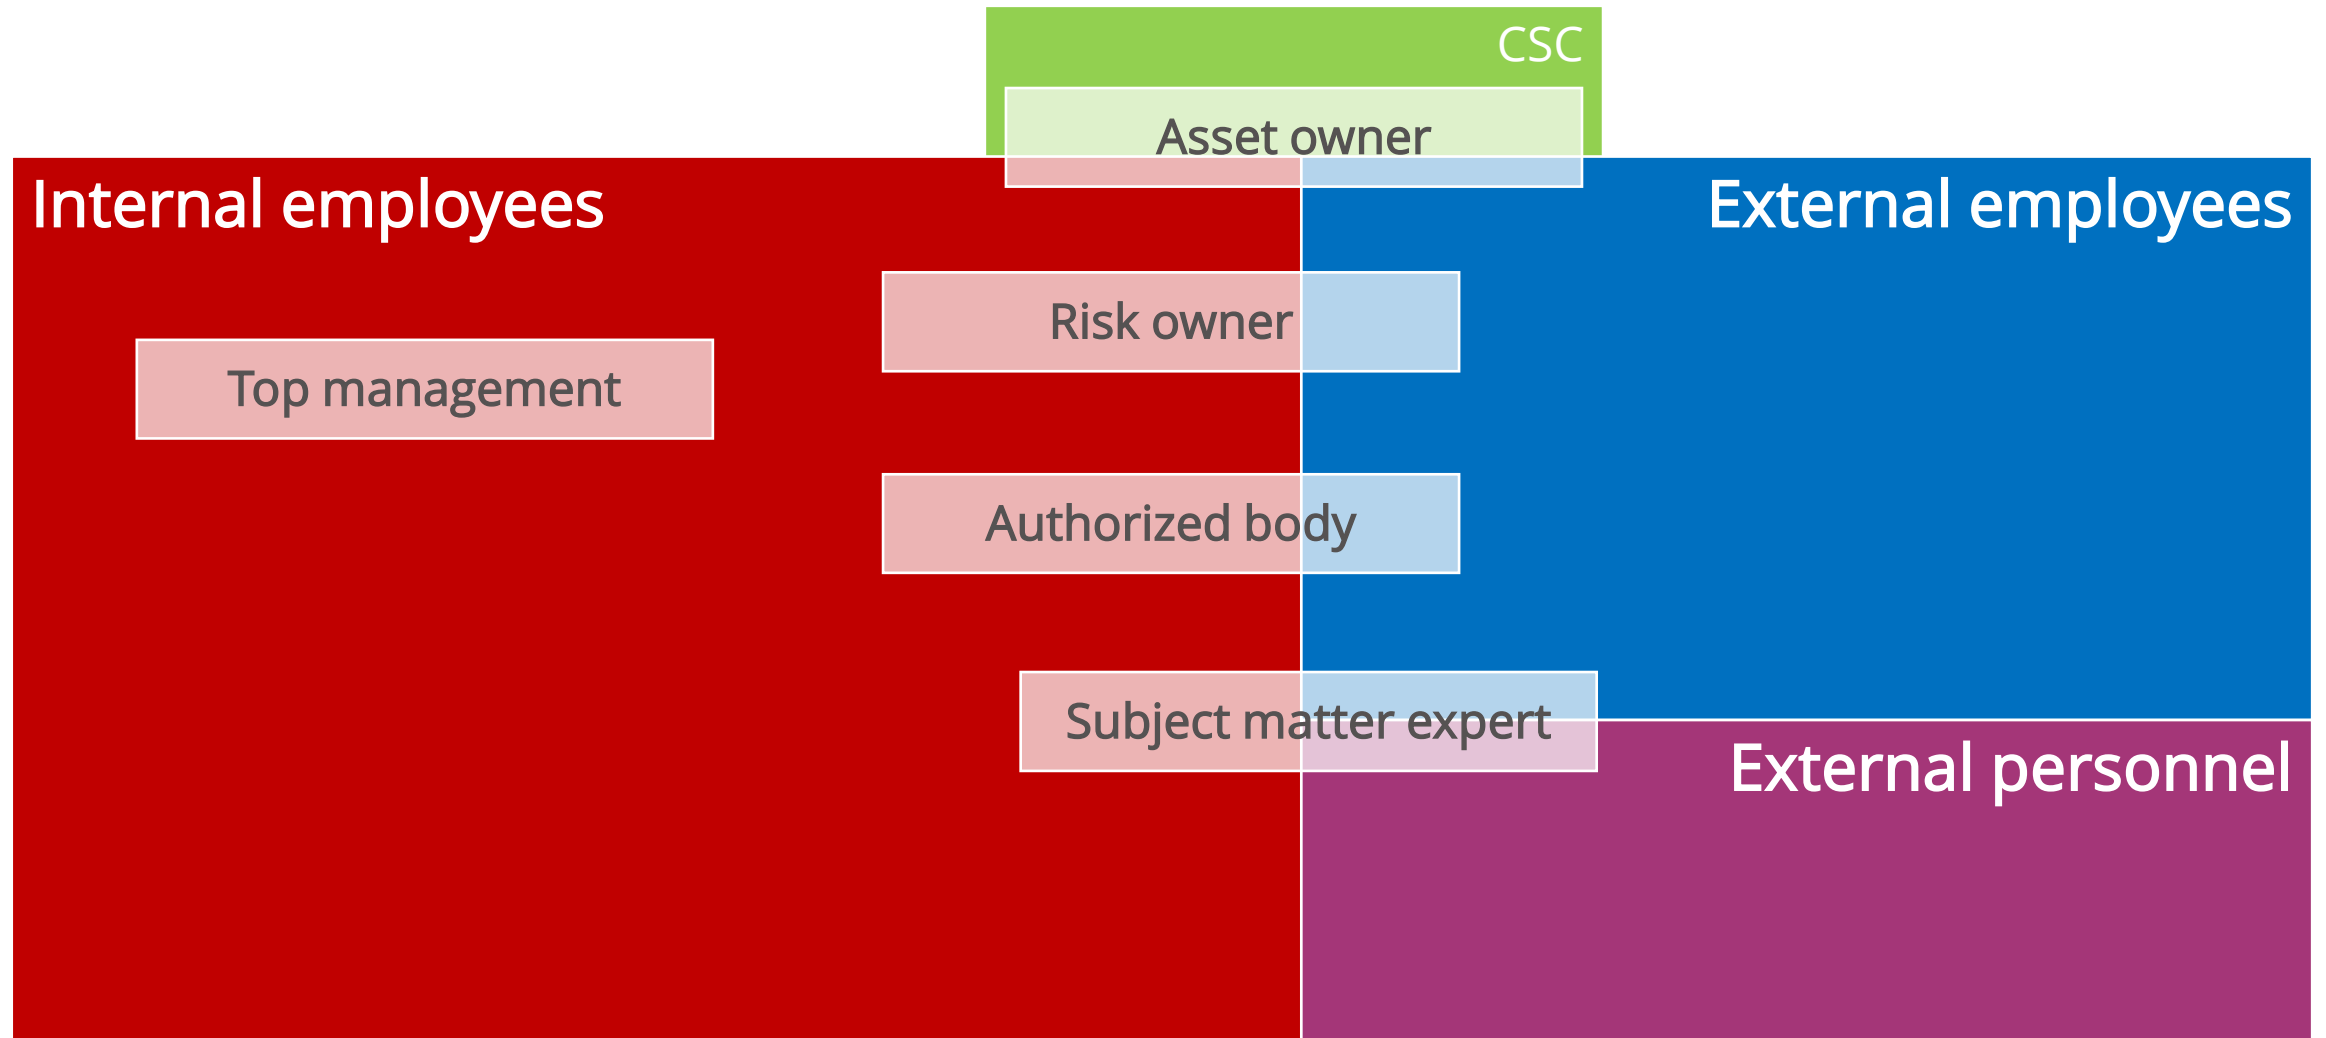 CSC
Asset owner
Internal employees
External employees
Risk owner
Top management
Authorized body
Subject matter expert
External personnel